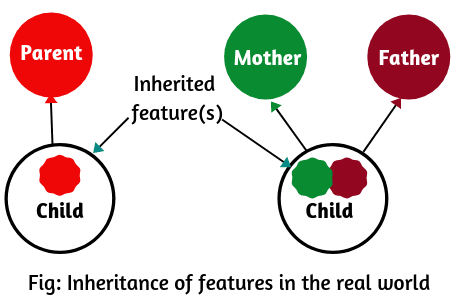 Parent
Mother
Father
Inherited
feature(s)
Child
Child
Fig: Inheritance of features in the real world